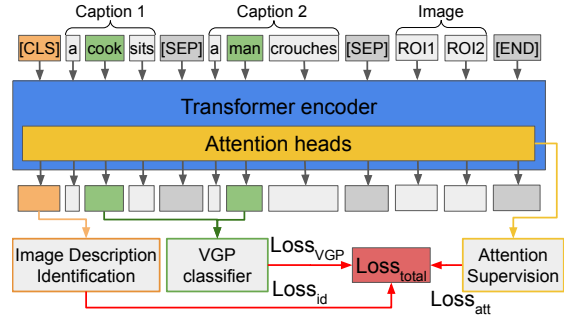 Caption 1 Caption 2 Image
[CLS] a cook sits [SEP] a man crouches [SEP] ROI1 ROI2 [END]
Transformer encoder
Attention heads
Image Description
Identification
VGP
classifier
Loss_VGP
Loss_total
Attention
Supervision
Loss_id
Loss_att